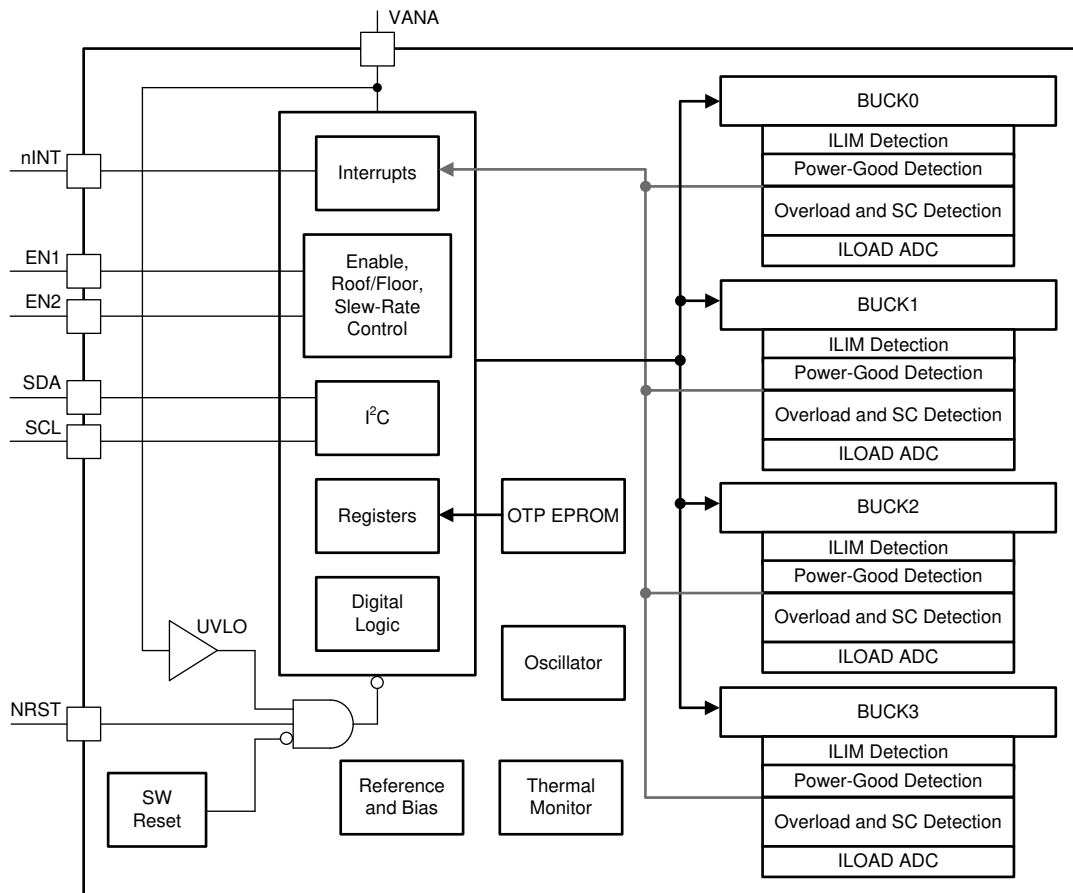 VANA
nINT
EN1
EN2
SDA
SCL
NRST
Interrupts
Enable,
Roof/Floor,
Slew-Rate
Control
I²C
Registers
Digital
Logic
OTP EPROM
UVLO
Oscillator
SW
Reset
Reference
and Bias
Thermal
Monitor
BUCK0
ILIM Detection
Power-Good Detection
Overload and SC Detection
ILOAD ADC
BUCK1
ILIM Detection
Power-Good Detection
Overload and SC Detection
ILOAD ADC
BUCK2
ILIM Detection
Power-Good Detection
Overload and SC Detection
ILOAD ADC
BUCK3
ILIM Detection
Power-Good Detection
Overload and SC Detection
ILOAD ADC